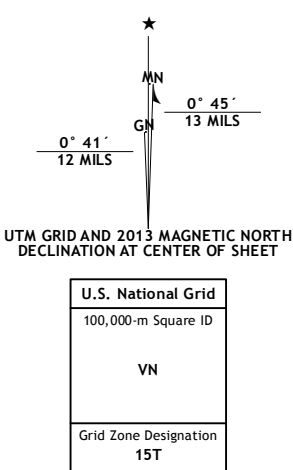 ★
MN
0° 45´
13 MILS
GN
0° 41´
12 MILS
UTM GRID AND 2013 MAGNETIC NORTH
DECLINATION AT CENTER OF SHEET
U.S. National Grid
100,000-m Square ID
VN
Grid Zone Designation
15T